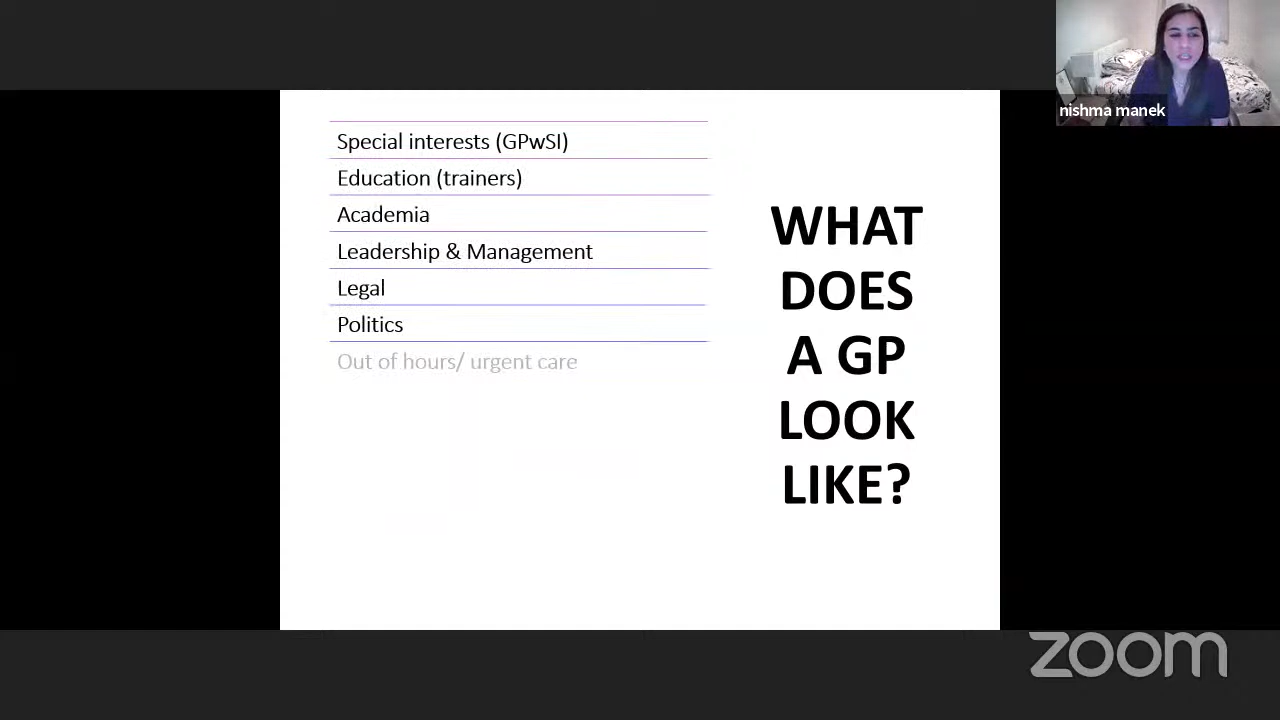 nishma manek
Special interests (GPwSI)
Education (trainers)
Academia
Leadership & Management
Legal
Politics
Out of hours/ urgent care
WHAT
DOES
A GP
LOOK
LIKE?
zoom